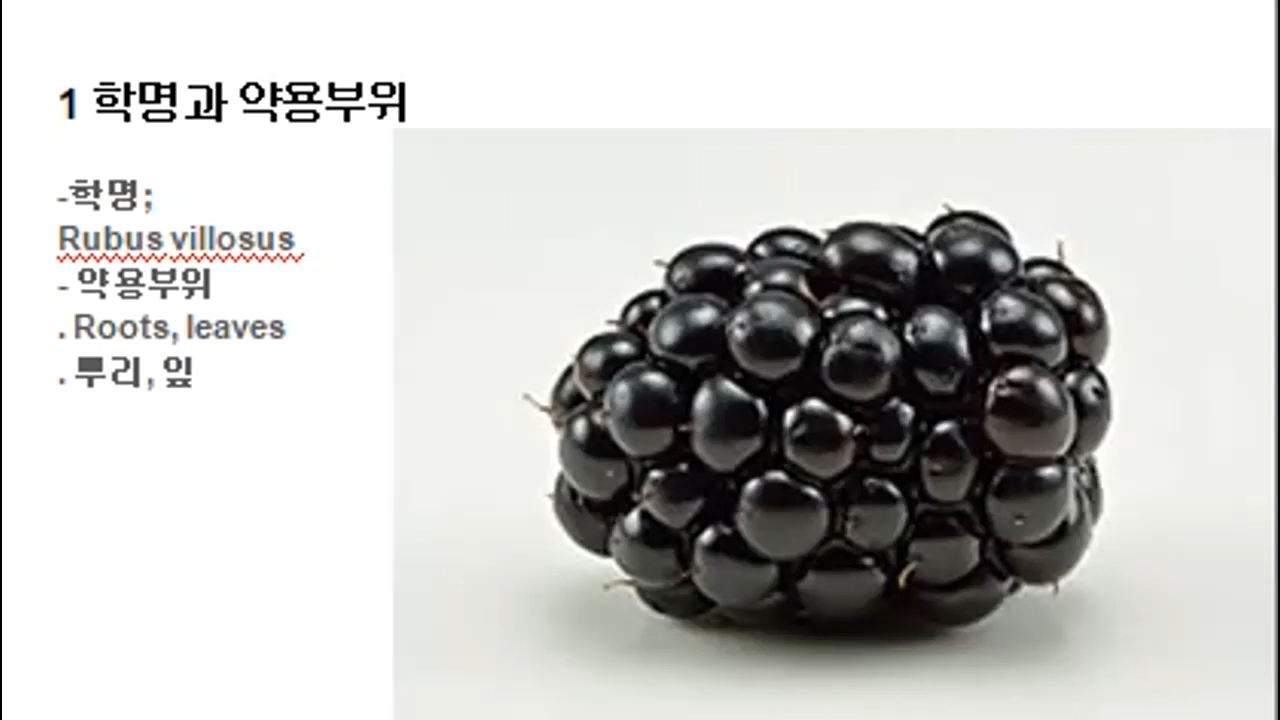 1 학명과 약용부위
-학명;
Rubus villosus
- 약용부위
. Roots, leaves
. 뿌리, 잎